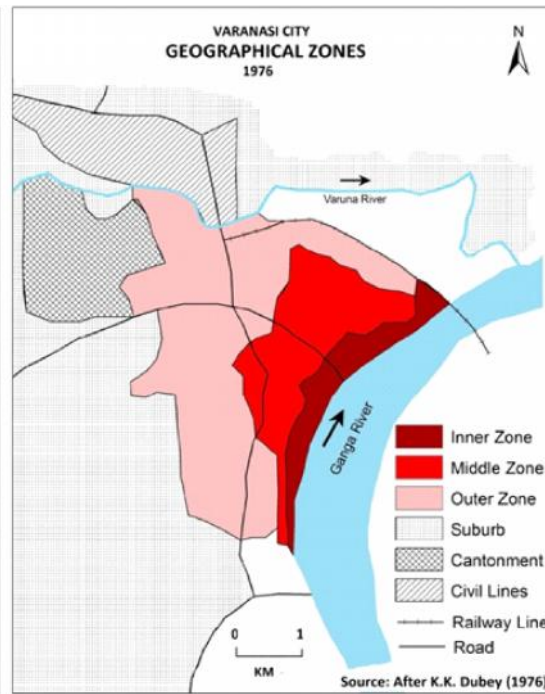 VARANASI CITY
GEOGRAPHICAL ZONES
1976
N
Varuna River
Ganga River
Inner Zone
Middle Zone
Outer Zone
Suburb
Cantonment
Civil Lines
Railway Line
Road
0 1
KM
Source: After K.K. Dubey (1976)